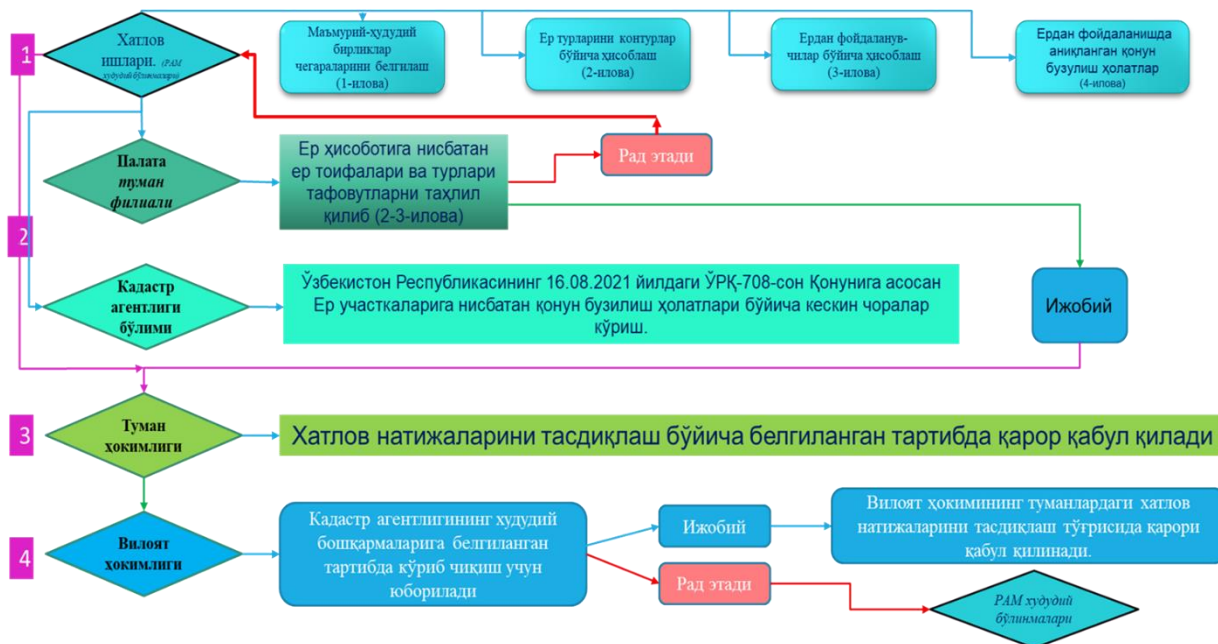 1
Хатлов
ишлари. (РАМ
худудий бўлинмалари)
Маъмурий-ҳудудий
бирликлар
чегараларини белгилаш
(1-илова)
Ер турларини контурлар
бўйича ҳисоблаш
(2-илова)
Ердан фойдаланув-
чилар бўйича ҳисоблаш
(3-илова)
Ердан фойдаланишда
аниқланган қонун
бузулиш ҳолатлар
(4-илова)
2
Палата
туман
филиали
Ер ҳисоботига нисбатан
ер тоифалари ва турлари
тафовутларни таҳлил
қилиб (2-3-илова)
Рад этади
Ижобий
Кадастр
агентлиги
бўлими
Ўзбекистон Республикасининг 16.08.2021 йилдаги ЎРҚ-708-сон Қонунига асосан
Ер участкаларига нисбатан қонун бузилиш ҳолатлари бўйича кескин чоралар
кўриш.
3
Туман
ҳокимлиги
Хатлов натижаларини тасдиқлаш бўйича белгиланган тартибда қарор қабул қилади
4
Вилоят
ҳокимлиги
Кадастр агентлигининг худудий
бошқармаларига белгиланган
тартибда кўриб чиқиш учун
юборилади
Ижобий
Вилоят ҳокимининг туманлардаги хатлов
натижаларини тасдиқлаш тўғрисида қарори
қабул қилинади.
Рад этади
РАМ худудий
бўлинмалари